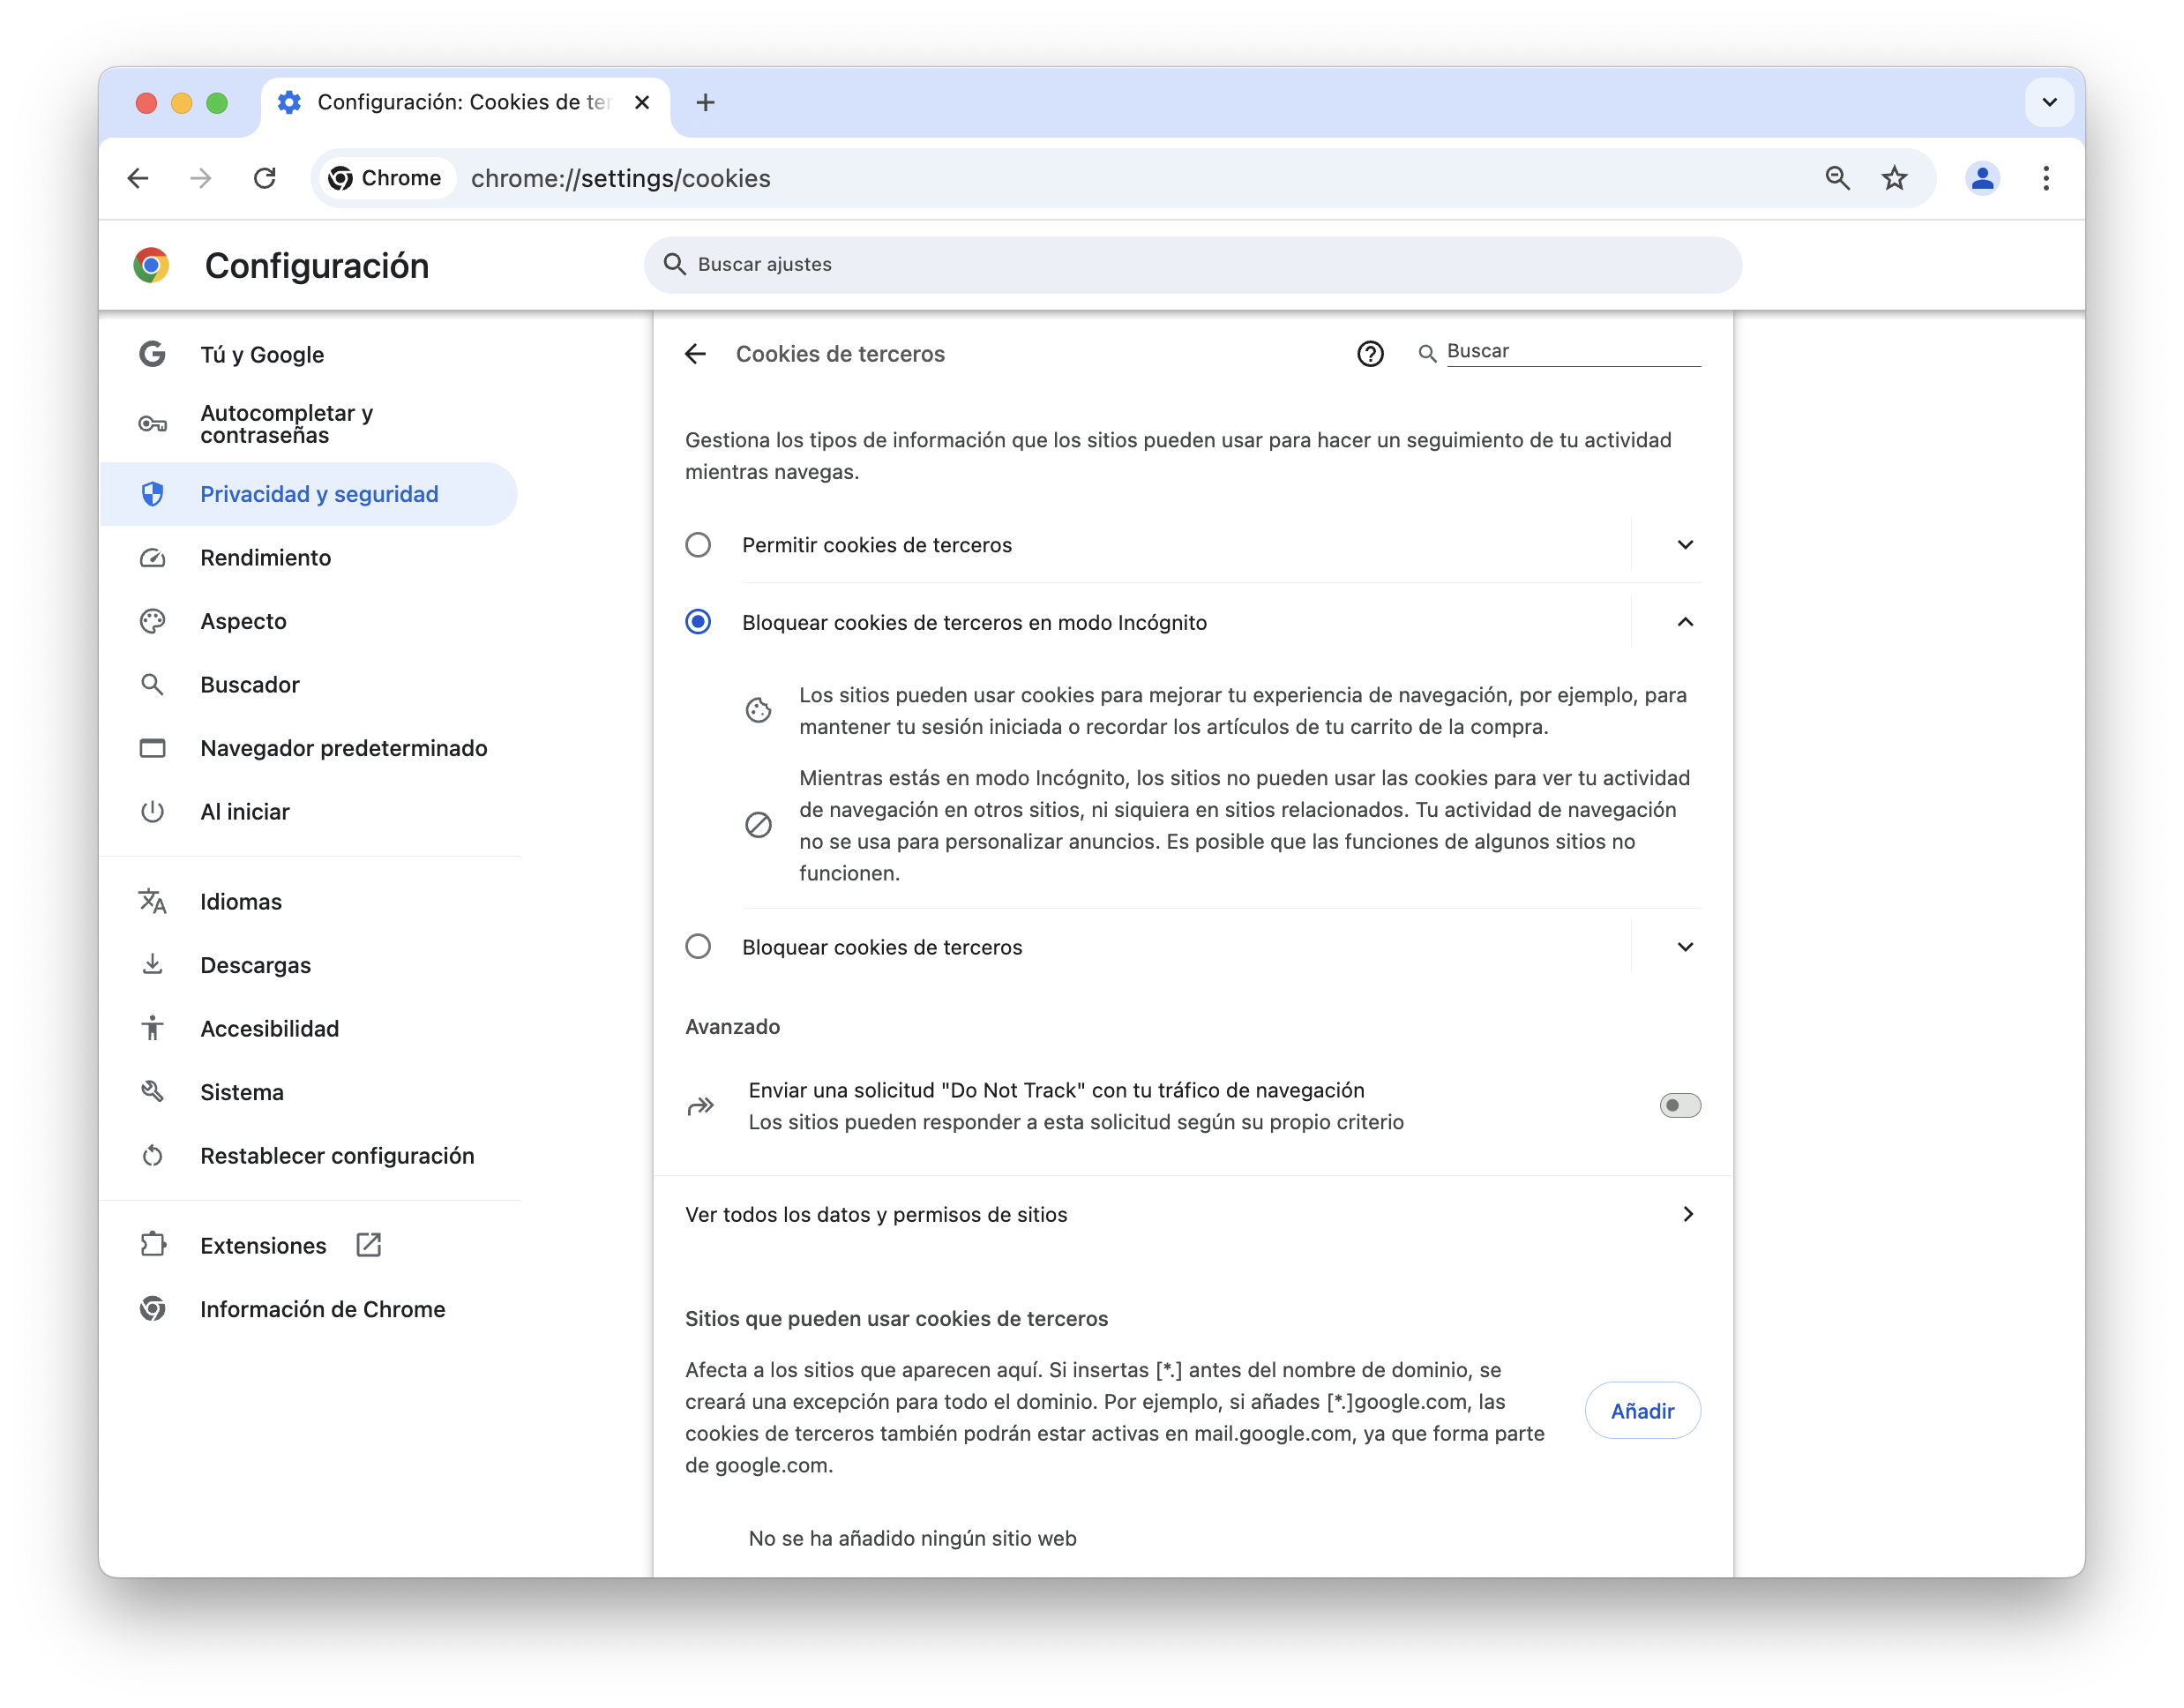 Configuración: Cookies de ter
Chrome
chrome://settings/cookies
Configuración
Buscar ajustes
Tú y Google
Autocompletar y
contraseñas
Privacidad y seguridad
Rendimiento
Aspecto
Buscador
Navegador predeterminado
Al iniciar
Idiomas
Descargas
Accesibilidad
Sistema
Restablecer configuración
Extensiones
Información de Chrome
Cookies de terceros
Buscar
Gestiona los tipos de información que los sitios pueden usar para hacer un seguimiento de tu actividad
mientras navegas.
Permitir cookies de terceros
Bloquear cookies de terceros en modo Incógnito
Los sitios pueden usar cookies para mejorar tu experiencia de navegación, por ejemplo, para
mantener tu sesión iniciada o recordar los artículos de tu carrito de la compra.
Mientras estás en modo Incógnito, los sitios no pueden usar las cookies para ver tu actividad
de navegación en otros sitios, ni siquiera en sitios relacionados. Tu actividad de navegación
no se usa para personalizar anuncios. Es posible que las funciones de algunos sitios no
funcionen.
Bloquear cookies de terceros
Avanzado
Enviar una solicitud "Do Not Track" con tu tráfico de navegación
Los sitios pueden responder a esta solicitud según su propio criterio
Ver todos los datos y permisos de sitios
Sitios que pueden usar cookies de terceros
Afecta a los sitios que aparecen aquí. Si insertas [*.] antes del nombre de dominio, se
creará una excepción para todo el dominio. Por ejemplo, si añades [*.]google.com, las
cookies de terceros también podrán estar activas en mail.google.com, ya que forma parte
de google.com.
Añadir
No se ha añadido ningún sitio web